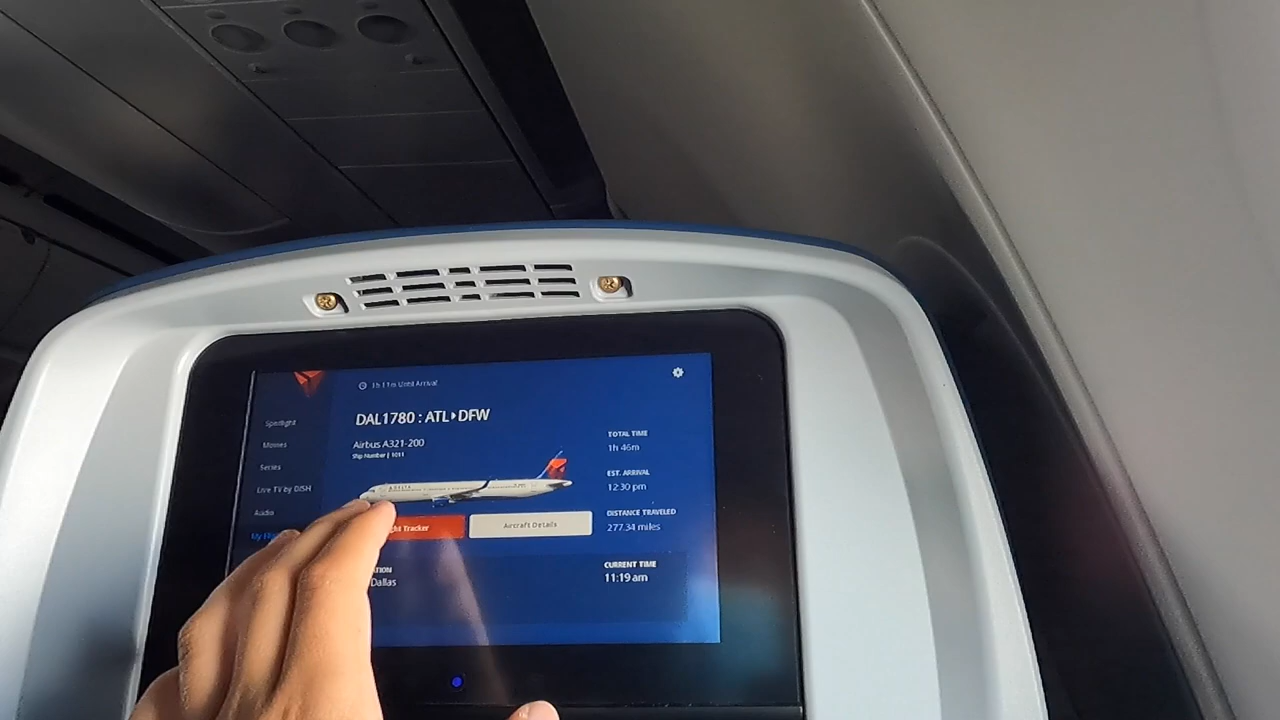 1h 11m Until Arrival
DAL1780 : ATL▸DFW
Airbus A321-200
Ship Number | 1011
Spotlight
Movies
Series
Live TV by DISH
Audio
My
TOTAL TIME
1h 46m
EST. ARRIVAL
12:30 pm
DISTANCE TRAVELED
277.34 miles
DELTA
Tracker
Aircraft Details
Dallas
CURRENT TIME
11:19 am